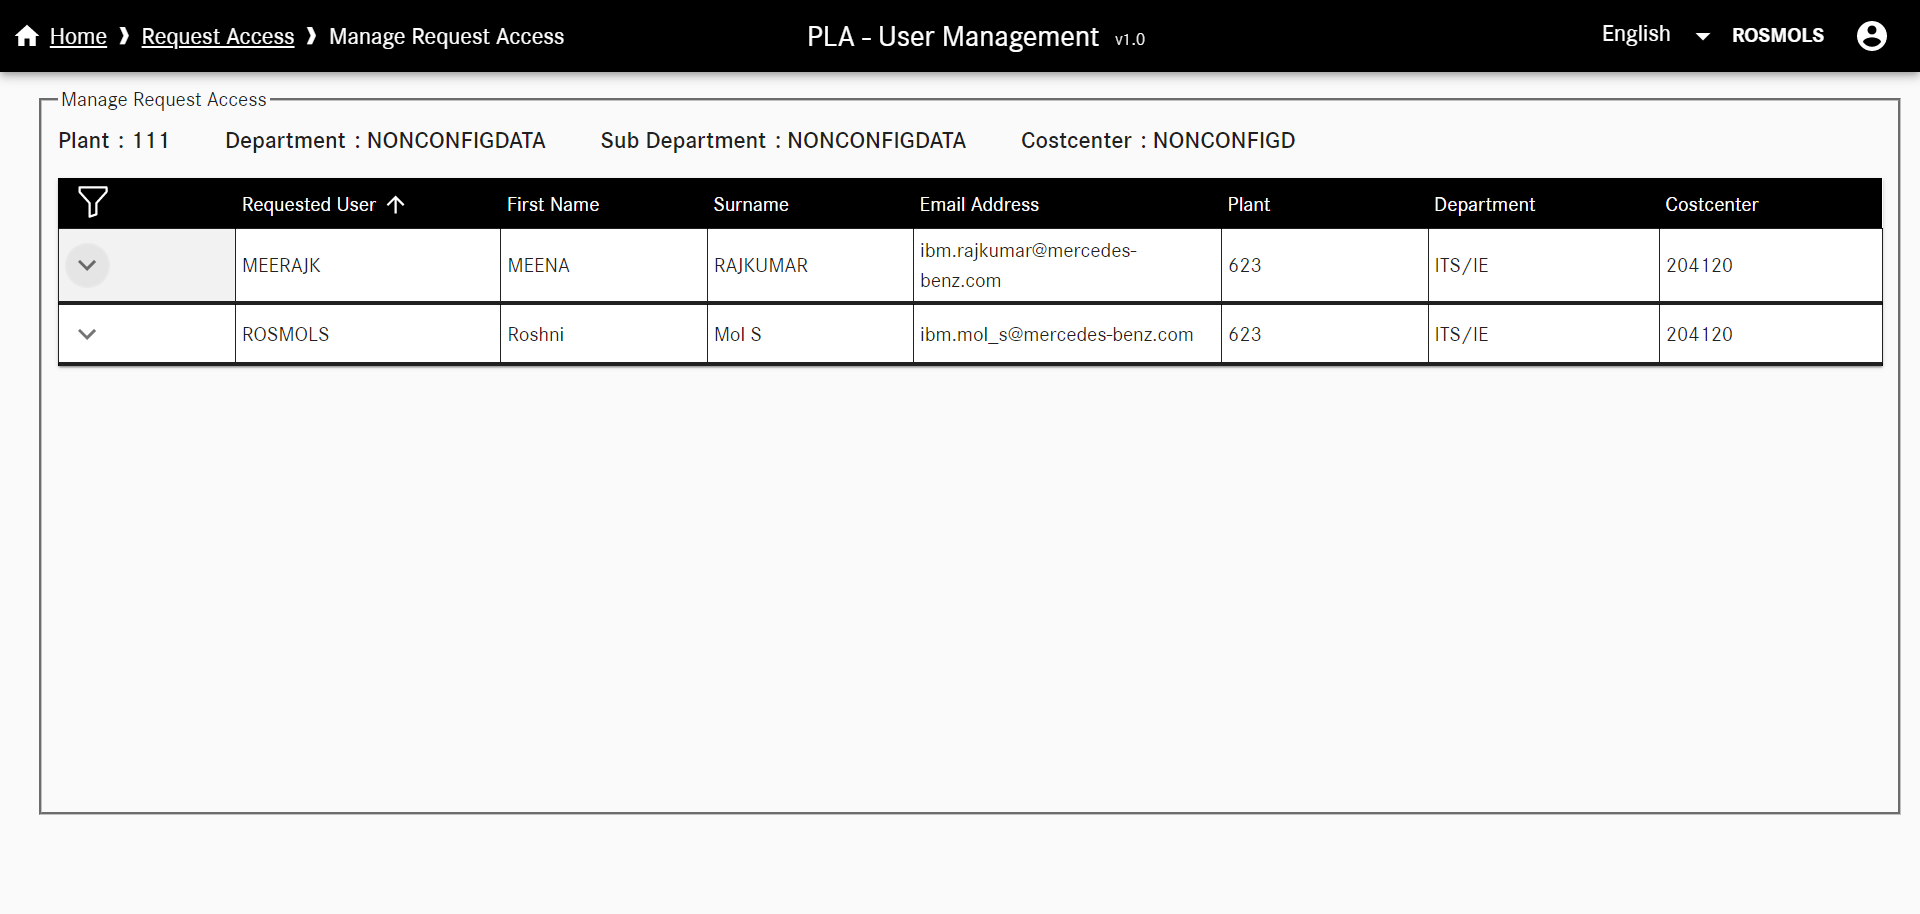 Home ❱ Request Access ❱ Manage Request Access
PLA - User Management v1.0
English ROSMOLS
Manage Request Access
Plant : 111 Department : NONCONFIGDATA Sub Department : NONCONFIGDATA Costcenter : NONCONFIGD
Requested User First Name Surname Email Address Plant Department Costcenter
MEERAJK MEENA RAJKUMAR ibm.rajkumar@mercedes- 623 ITS/IE 204120
benz.com
ROSMOLS Roshni Mol S ibm.mol_s@mercedes-benz.com 623 ITS/IE 204120